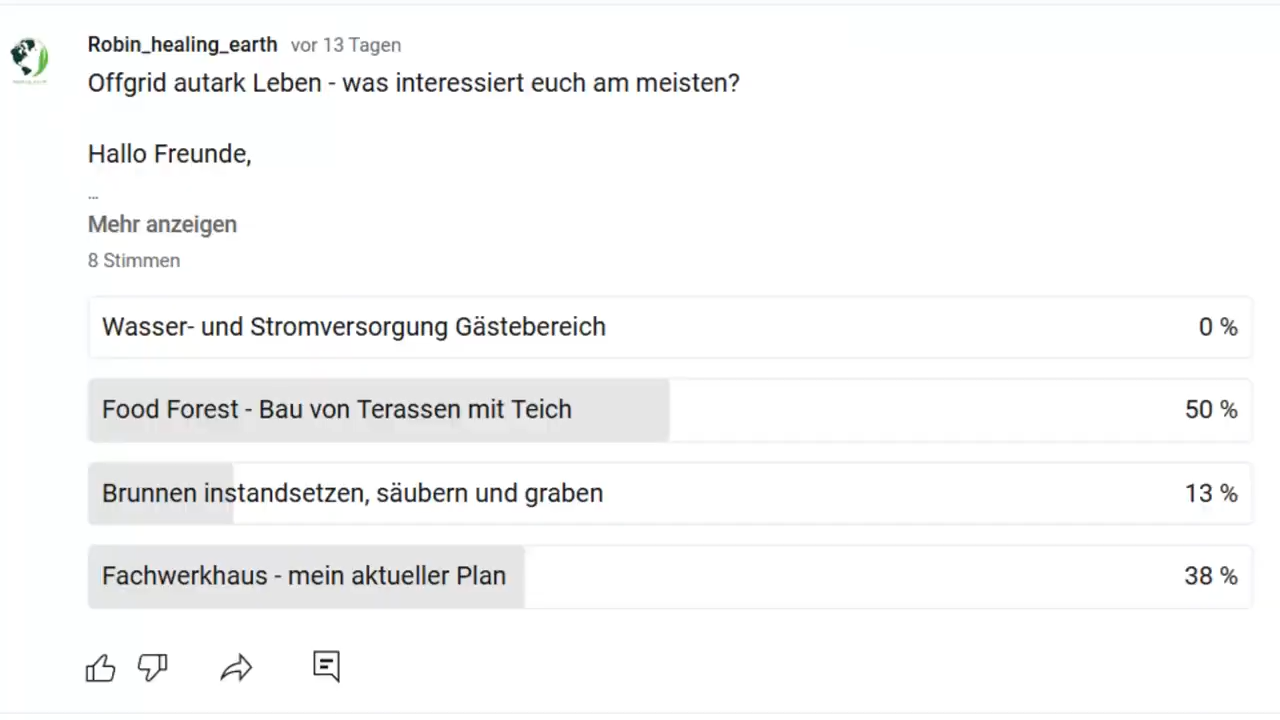 Robin_healing_earth vor 13 Tagen
Offgrid autark Leben - was interessiert euch am meisten?
Hallo Freunde,
...
Mehr anzeigen
8 Stimmen
Wasser- und Stromversorgung Gästebereich 0 %
Food Forest - Bau von Terassen mit Teich 50 %
Brunnen instandsetzen, säubern und graben 13 %
Fachwerkhaus - mein aktueller Plan 38 %